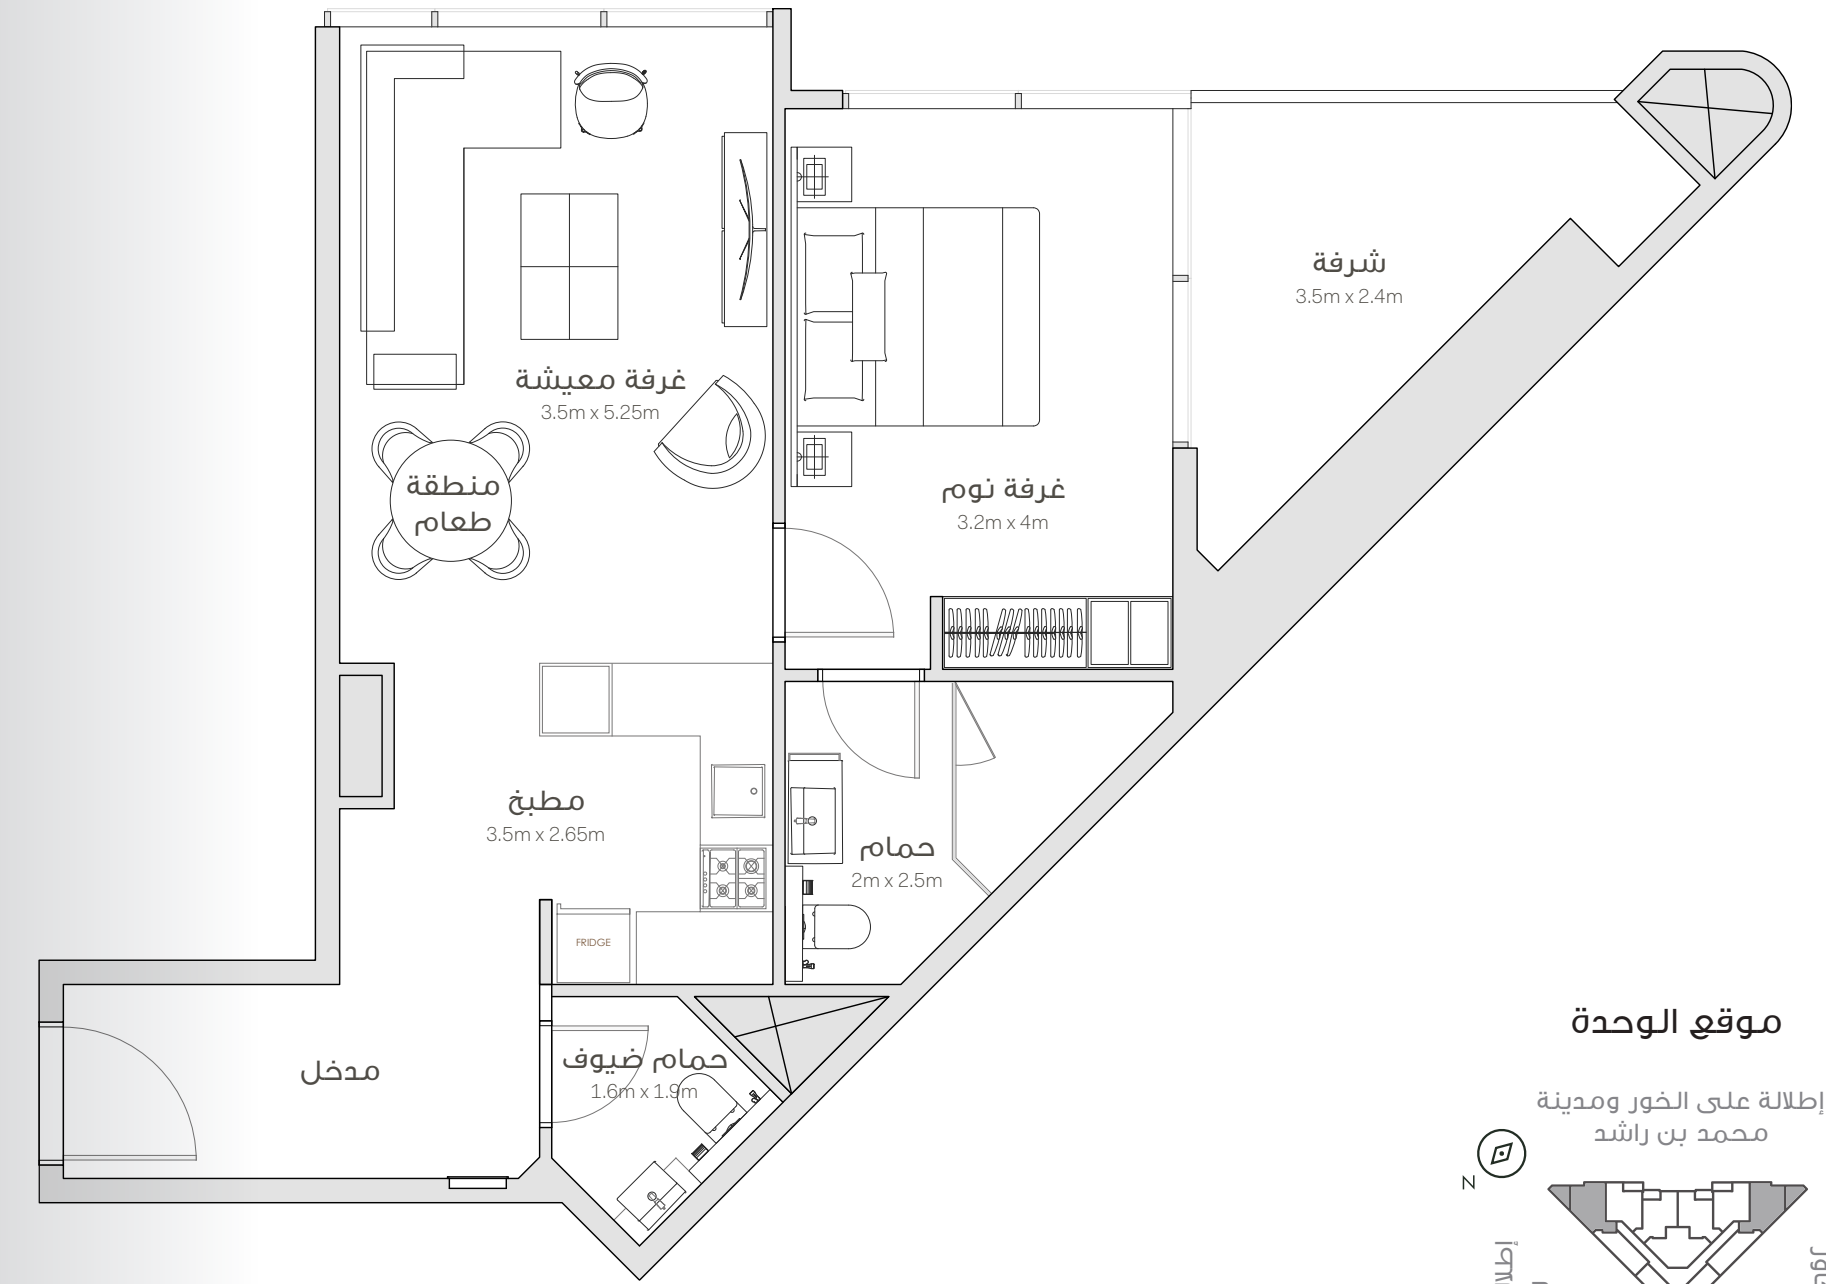 شرفة
3.5m x 2.4m
غرفة معيشة
3.5m x 5.25m
منطقة
طعام
غرفة نوم
3.2m x 4m
مطبخ
3.5m x 2.65m
حمام
2m x 2.5m
FRIDGE
حمام ضيوف
1.6m x 1.9m
مدخل
موقع الوحدة
إطلالة على الخور ومدينة
محمد بن راشد
N